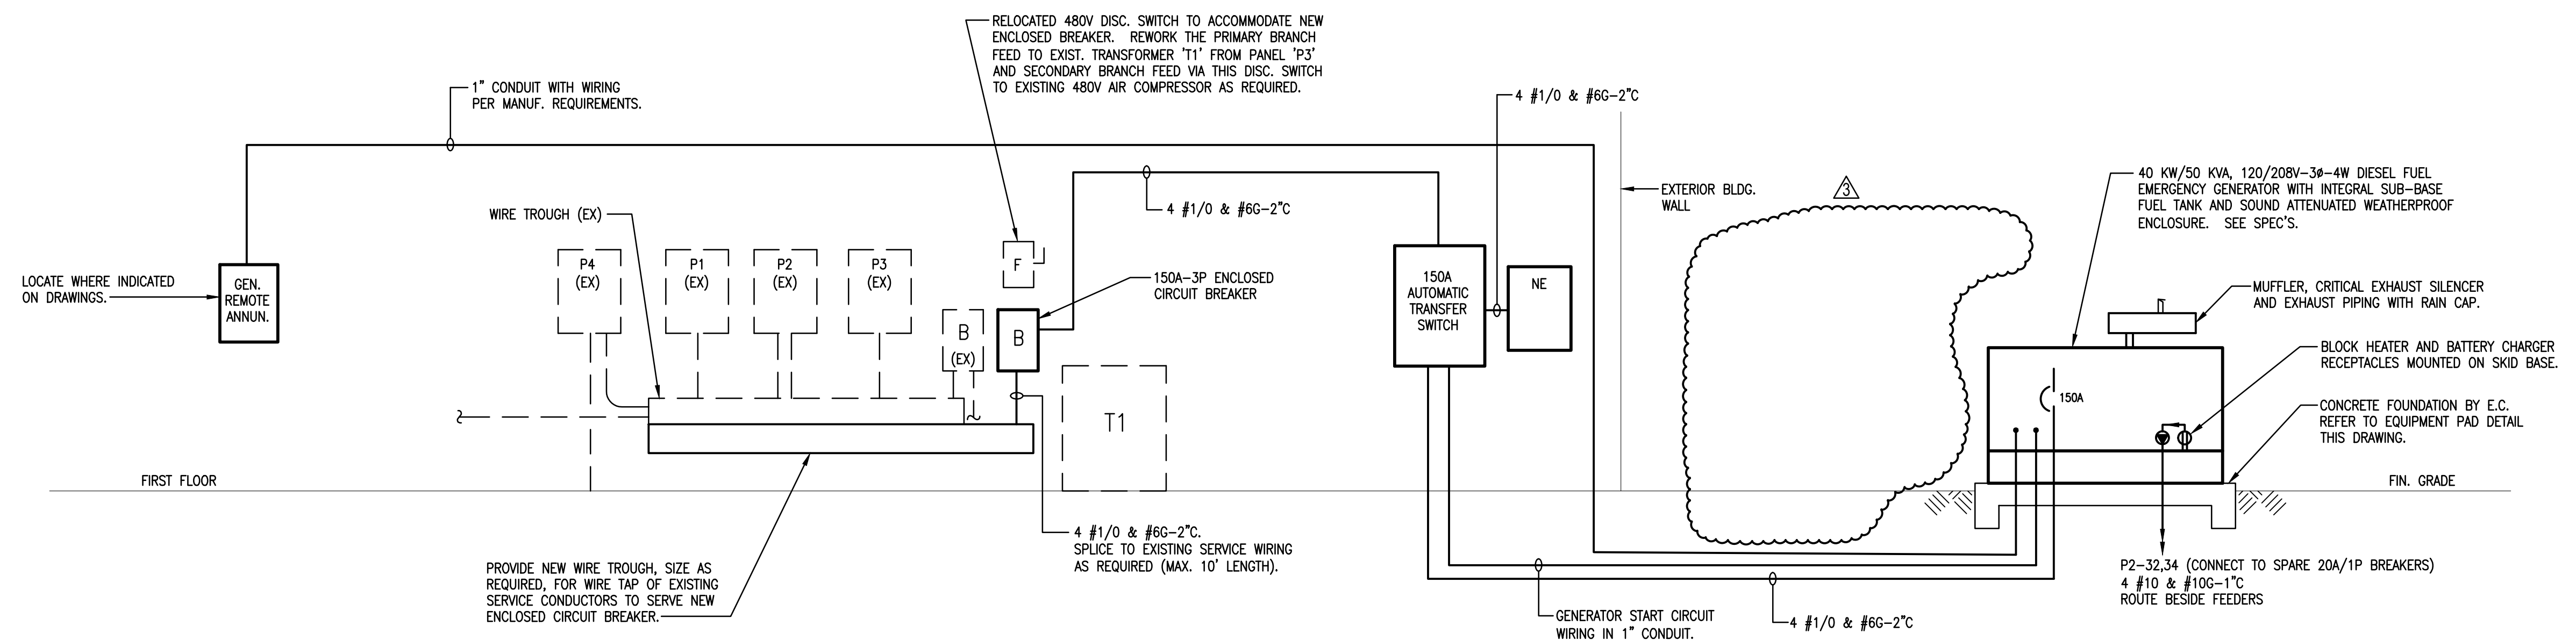 RELOCATED 480V DISC. SWITCH TO ACCOMMODATE NEW
ENCLOSED BREAKER. REWORK THE PRIMARY BRANCH
FEED TO EXIST. TRANSFORMER 'T1' FROM PANEL 'P3'
AND SECONDARY BRANCH FEED VIA THIS DISC. SWITCH
TO EXISTING 480V AIR COMPRESSOR AS REQUIRED.
1" CONDUIT WITH WIRING
PER MANUF. REQUIREMENTS.
4 #1/0 & #6G-2"C
EXTERIOR BLDG.
WALL
3
40 KW/50 KVA, 120/208V-3ø-4W DIESEL FUEL
EMERGENCY GENERATOR WITH INTEGRAL SUB-BASE
FUEL TANK AND SOUND ATTENUATED WEATHERPROOF
ENCLOSURE. SEE SPEC'S.
WIRE TROUGH (EX)
4 #1/0 & #6G-2"C
LOCATE WHERE INDICATED
ON DRAWINGS.
GEN.
REMOTE
ANNUN.
P4
(EX)
P1
(EX)
P2
(EX)
P3
(EX)
F
150A-3P ENCLOSED
CIRCUIT BREAKER
B
(EX)
B
T1
150A
AUTOMATIC
TRANSFER
SWITCH
NE
MUFFLER, CRITICAL EXHAUST SILENCER
AND EXHAUST PIPING WITH RAIN CAP.
BLOCK HEATER AND BATTERY CHARGER
RECEPTACLES MOUNTED ON SKID BASE.
150A
CONCRETE FOUNDATION BY E.C.
REFER TO EQUIPMENT PAD DETAIL
THIS DRAWING.
FIRST FLOOR
FIN. GRADE
4 #1/0 & #6G-2"C.
SPLICE TO EXISTING SERVICE WIRING
AS REQUIRED (MAX. 10' LENGTH).
PROVIDE NEW WIRE TROUGH, SIZE AS
REQUIRED, FOR WIRE TAP OF EXISTING
SERVICE CONDUCTORS TO SERVE NEW
ENCLOSED CIRCUIT BREAKER.
GENERATOR START CIRCUIT
WIRING IN 1" CONDUIT.
4 #1/0 & #6G-2"C
P2-32,34 (CONNECT TO SPARE 20A/1P BREAKERS)
4 #10 & #10G-1"C
ROUTE BESIDE FEEDERS